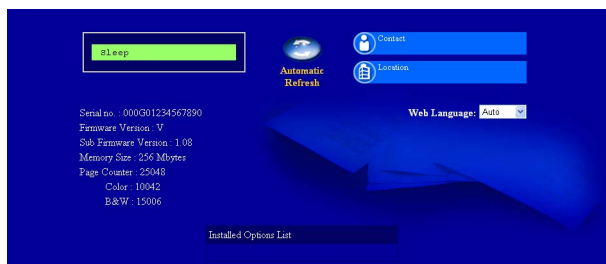 Sleep
Automatic
Refresh
Contact
Location
Serial no. : 000G01234567890
Firmware Version : V
Sub Firmware Version : 1.08
Memory Size : 256 Mbytes
Page Counter : 25048
Color : 10042
B&W : 15006
Web Language: Auto
Installed Options List